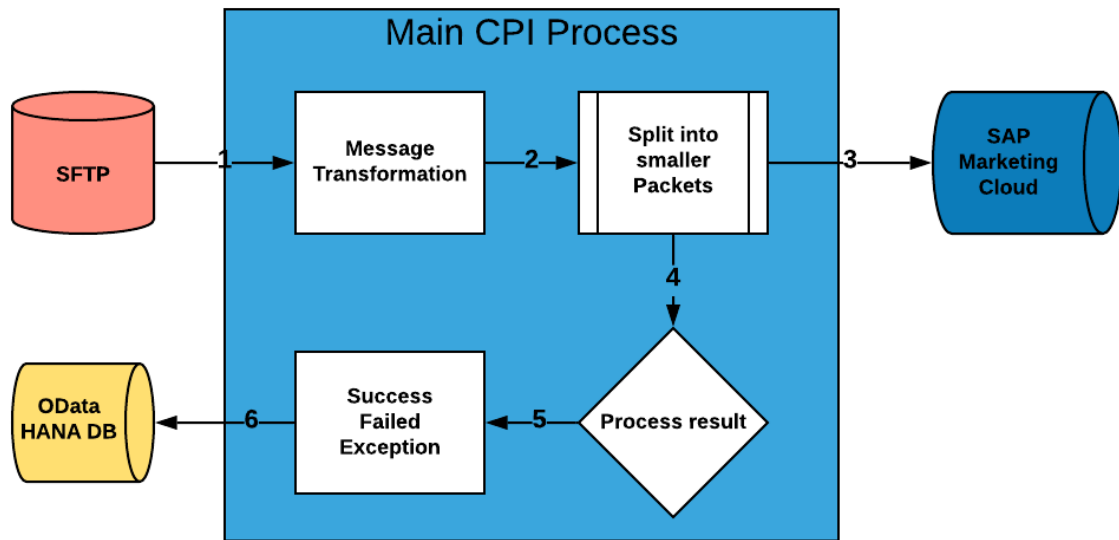 Main CPI Process
SFTP
1
Message
Transformation
2
Split into
smaller
Packets
3
SAP
Marketing
Cloud
4
OData
HANA DB
6
Success
Failed
Exception
5
Process result